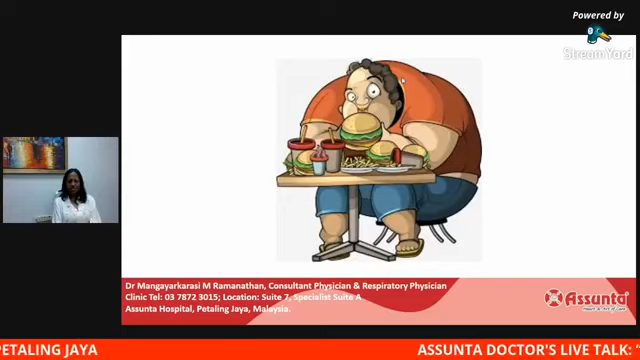 Powered by
StreamYard
Dr Mangayarkarasi M Ramanathan, Consultant Physician & Respiratory Physician
Clinic Tel: 03 7872 3015; Location: Suite 7, Specialist Suite A
Assunta Hospital, Petaling Jaya, Malaysia.
Assunta
PETALING JAYA
ASSUNTA DOCTOR'S LIVE TALK: "